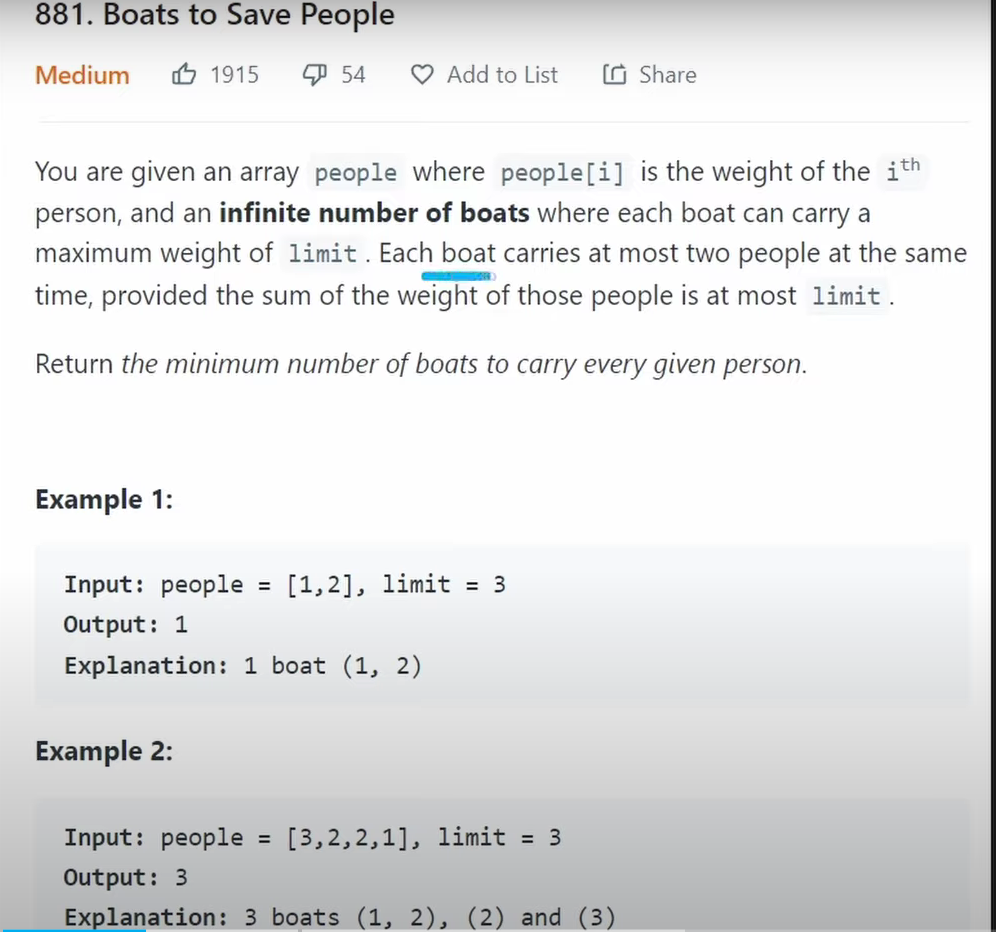 881. Boats to Save People
Medium 1915 54 Add to List Share
You are given an array people where people[i] is the weight of the ith
person, and an infinite number of boats where each boat can carry a
maximum weight of limit. Each boat carries at most two people at the same
time, provided the sum of the weight of those people is at most limit.
Return the minimum number of boats to carry every given person.
Example 1:
Input: people = [1,2], limit = 3
Output: 1
Explanation: 1 boat (1, 2)
Example 2:
Input: people = [3,2,2,1], limit = 3
Output: 3
Explanation: 3 boats (1, 2), (2) and (3)